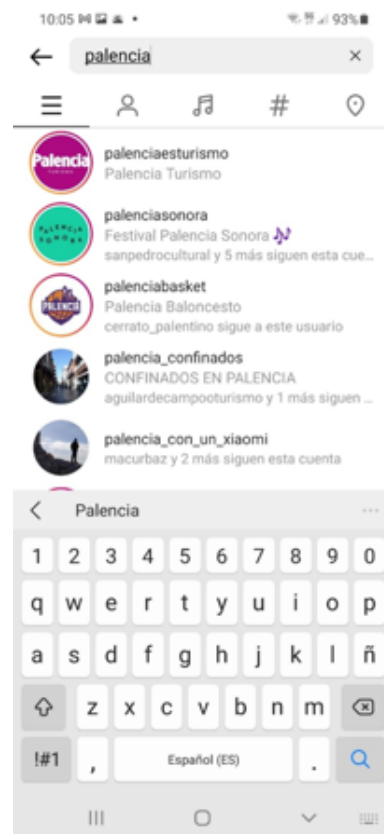 10:05
93%
palencia
#
palenciaesturismo
Palencia Turismo
palenciasonora
Festival Palencia Sonora 🎶
sanpedrocultural y 5 más siguen esta cue...
palenciabasket
Palencia Baloncesto
cerrato_palentino sigue a este usuario
palencia_confinados
CONFINADOS EN PALENCIA
aguilardecampooturismo y 1 más siguen ...
palencia_con_un_xiaomi
macurbaz y 2 más siguen esta cuenta
Palencia
1 2 3 4 5 6 7 8 9 0
q w e r t y u i o p
a s d f g h j k l ñ
z x c v b n m
!#1 , Español (ES) .